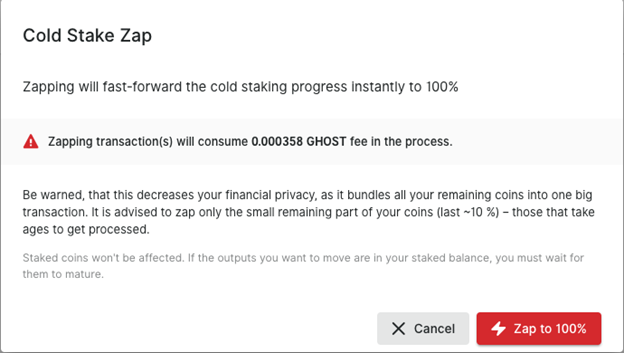 Cold Stake Zap
Zapping will fast-forward the cold staking progress instantly to 100%
Zapping transaction(s) will consume 0.000358 GHOST fee in the process.
Be warned, that this decreases your financial privacy, as it bundles all your remaining coins into one big
transaction. It is advised to zap only the small remaining part of your coins (last ~10 %) – those that take
ages to get processed.
Staked coins won't be affected. If the outputs you want to move are in your staked balance, you must wait for
them to mature.
Cancel
Zap to 100%